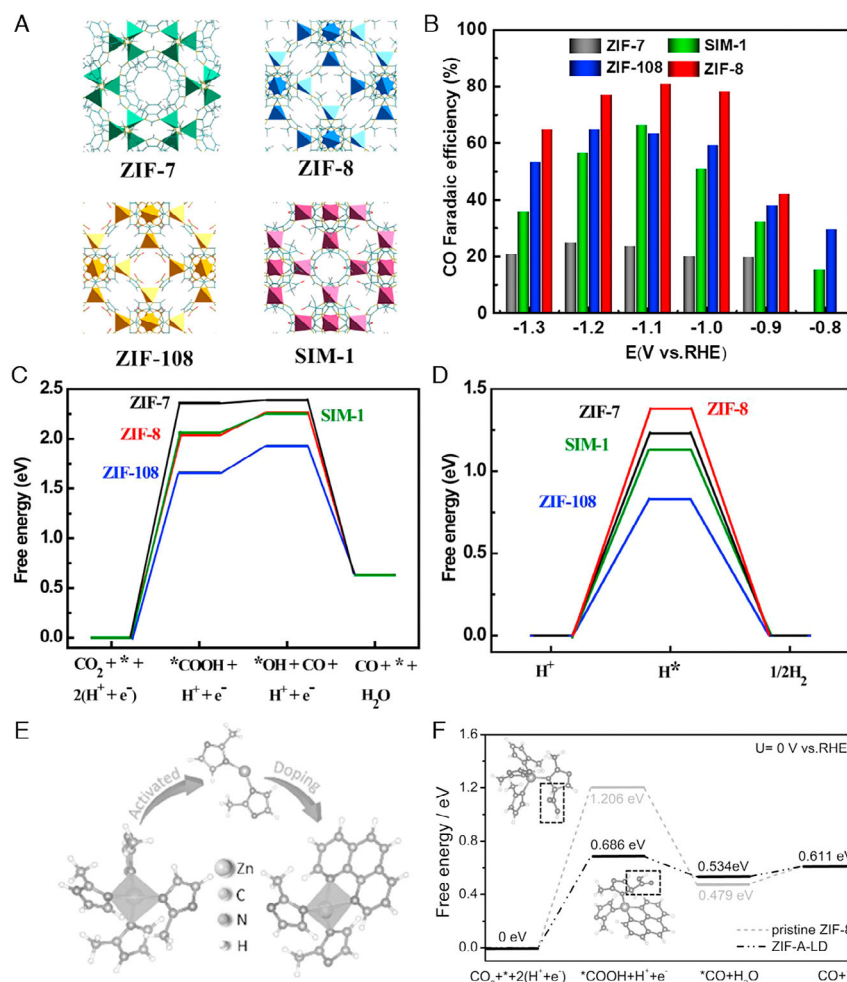 A
ZIF-7
ZIF-8
ZIF-108
SIM-1
B
CO Faradaic efficiency (%)
100
80
60
40
20
0
ZIF-7
SIM-1
ZIF-108
ZIF-8
-1.3
-1.2
-1.1
-1.0
-0.9
-0.8
E(V vs.RHE)
C
Free energy (eV)
2.5
2.0
1.5
1.0
0.5
0.0
ZIF-7
ZIF-8
SIM-1
ZIF-108
CO₂ + * + *COOH + *OH + CO + CO + * +
2(H⁺ + e⁻) H⁺ + e⁻ H⁺ + e⁻ H₂O
D
Free energy (eV)
1.5
1.0
0.5
0.0
ZIF-7
ZIF-8
SIM-1
ZIF-108
H⁺
H*
1/2H₂
E
Activated
Doping
Zn
C
N
H
F
Free energy / eV
1.6
1.2
0.8
0.4
0.0
U= 0 V vs.RHE
1.206 eV
0.686 eV
0.534eV
0.479 eV
0.611 eV
0 eV
pristine ZIF-8
ZIF-A-LD
CO₂+*+2(H⁺+e⁻) *COOH+H⁺+e⁻ *CO+H₂O CO+